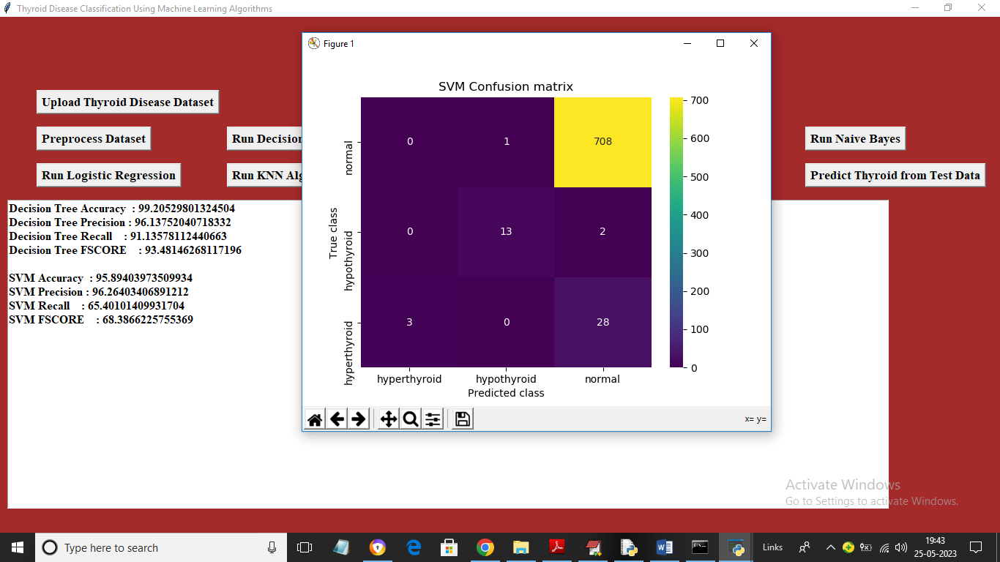 Thyroid Disease Classification Using Machine Learning Algorithms
Figure 1
Upload Thyroid Disease Dataset
Preprocess Dataset
Run Decision
Run Naive Bayes
Run Logistic Regression
Run KNN Alg
Predict Thyroid from Test Data
SVM Confusion matrix
normal
hypothyroid
hyperthyroid
True class
0 1 708
0 13 2
3 0 28
hyperthyroid hypothyroid normal
Predicted class
700
600
500
400
300
200
100
0
x= y=
Decision Tree Accuracy : 99.20529801324504
Decision Tree Precision : 96.13752040718332
Decision Tree Recall : 91.13578112440663
Decision Tree FSCORE : 93.48146268117196
SVM Accuracy : 95.89403973509934
SVM Precision : 96.26403406891212
SVM Recall : 65.40101409931704
SVM FSCORE : 68.3866225755369
Activate Windows
Go to Settings to activate Windows.
Type here to search
Links
19:43
25-05-2023